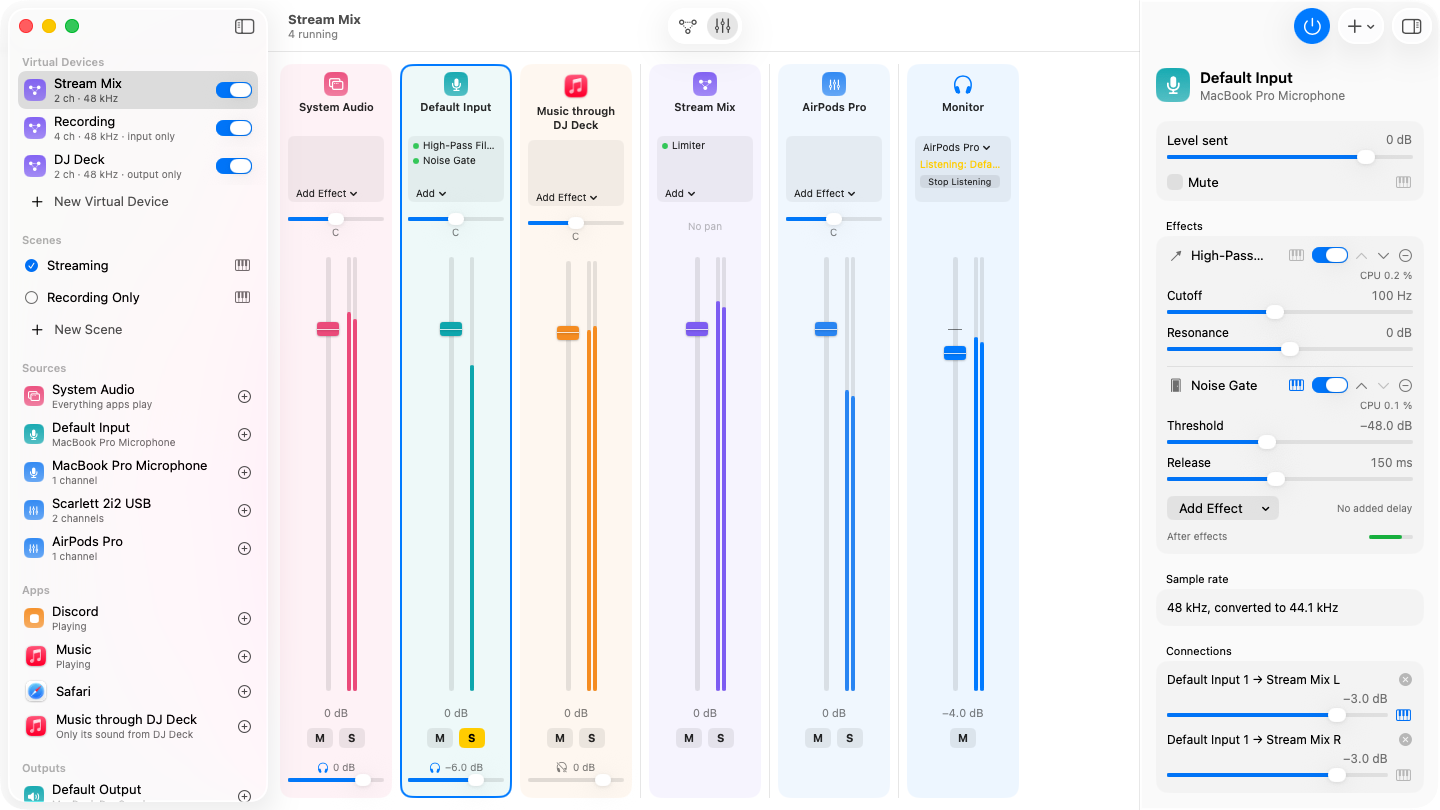 Virtual Devices
Stream Mix
2 ch · 48 kHz
Recording
4 ch · 48 kHz · input only
DJ Deck
2 ch · 48 kHz · output only
New Virtual Device
Scenes
Streaming
Recording Only
New Scene
Sources
System Audio
Everything apps play
Default Input
MacBook Pro Microphone
MacBook Pro Microphone
1 channel
Scarlett 2i2 USB
2 channels
AirPods Pro
1 channel
Apps
Discord
Playing
Music
Playing
Safari
Music through DJ Deck
Only its sound from DJ Deck
Outputs
Default Output
Stream Mix
4 running
System Audio
Add Effect
C
0 dB
M S
0 dB
Default Input
High-Pass Fil...
Noise Gate
Add
C
0 dB
M S
−6.0 dB
Music through
DJ Deck
Add Effect
C
0 dB
M S
0 dB
Stream Mix
Limiter
Add
No pan
0 dB
M S
AirPods Pro
Add Effect
C
0 dB
M S
Monitor
AirPods Pro
Listening: Defa...
Stop Listening
−4.0 dB
M
Default Input
MacBook Pro Microphone
Level sent 0 dB
Mute
Effects
High-Pass...
CPU 0.2 %
Cutoff 100 Hz
Resonance 0 dB
Noise Gate
CPU 0.1 %
Threshold −48.0 dB
Release 150 ms
Add Effect No added delay
After effects
Sample rate
48 kHz, converted to 44.1 kHz
Connections
Default Input 1 → Stream Mix L
−3.0 dB
Default Input 1 → Stream Mix R
−3.0 dB